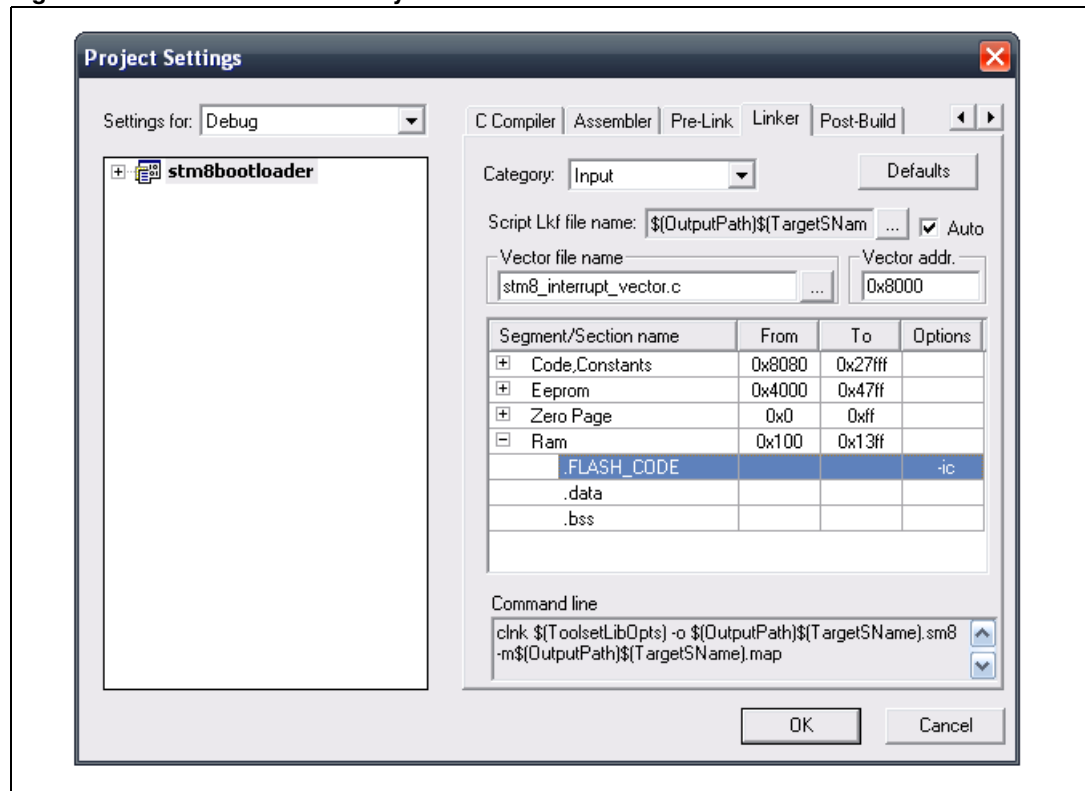 Project Settings
Settings for: Debug
stm8bootloader
C Compiler Assembler Pre-Link Linker Post-Build
Category: Input Defaults
Script Lkf file name: $(OutputPath)$(TargetSNam ... Auto
Vector file name Vector addr.
stm8_interrupt_vector.c ... 0x8000
Segment/Section name From To Options
Code,Constants 0x8080 0x27fff
Eeprom 0x4000 0x47ff
Zero Page 0x0 0xff
Ram 0x100 0x13ff
.FLASH_CODE -ic
.data
.bss
Command line
clnk $(ToolsetLibOpts) -o $(OutputPath)$(TargetSName).sm8
-m$(OutputPath)$(TargetSName).map
OK Cancel